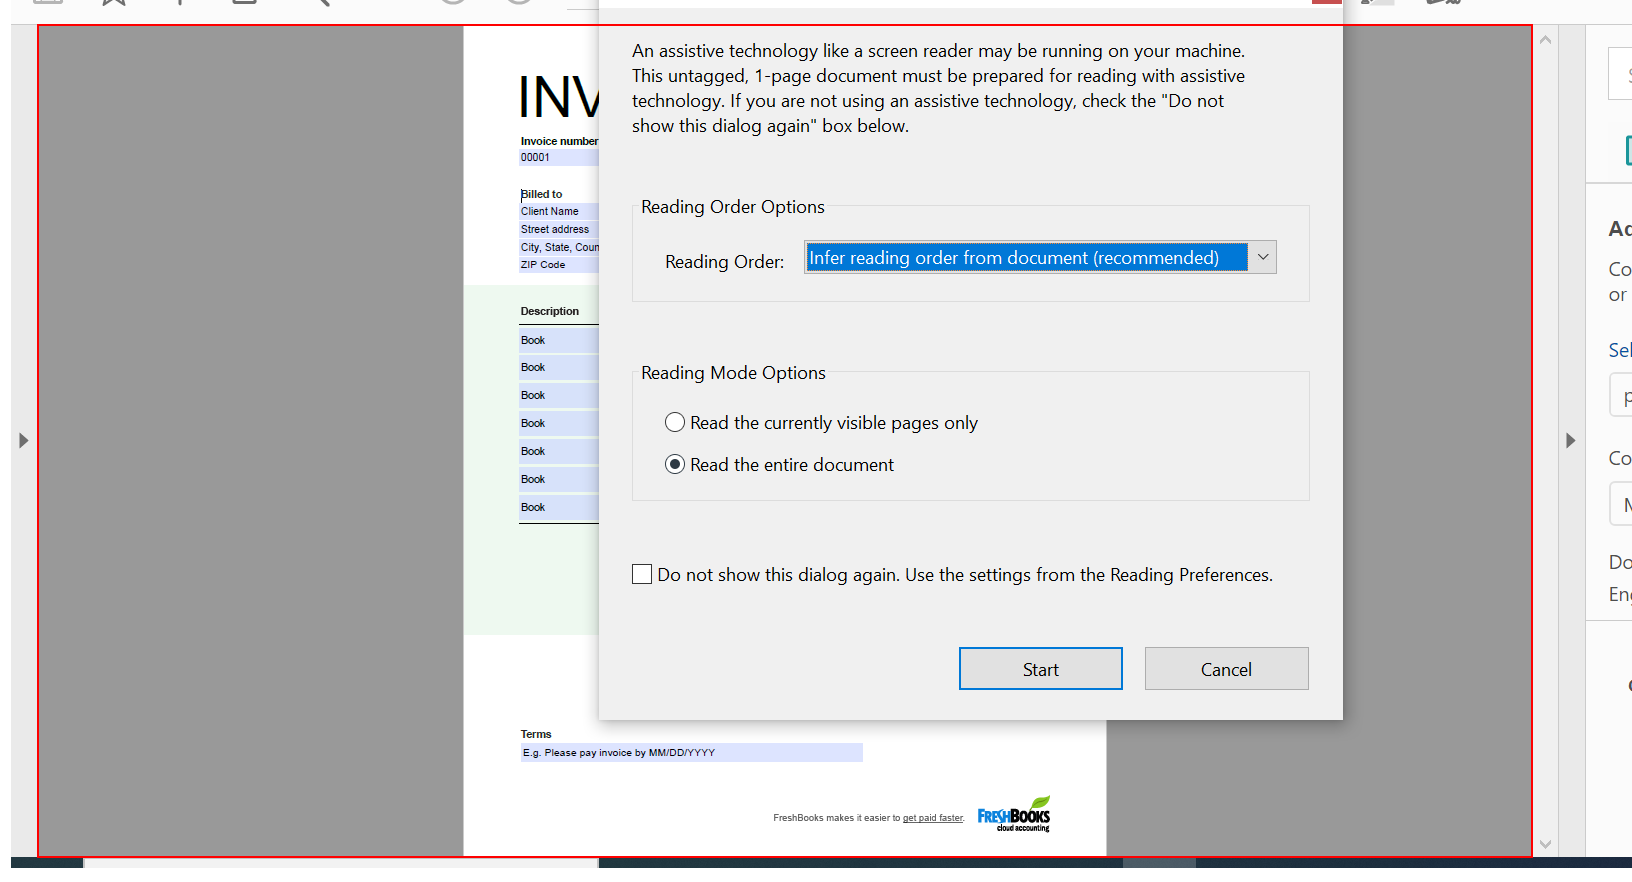 INV
Invoice number
00001
Billed to
Client Name
Street address
City, State, Coun
ZIP Code
Description
Book
Book
Book
Book
Book
Book
Book
Terms
E.g. Please pay invoice by MM/DD/YYYY
FreshBooks makes it easier to get paid faster.
FRESHBOOKS
cloud accounting
An assistive technology like a screen reader may be running on your machine.
This untagged, 1-page document must be prepared for reading with assistive
technology. If you are not using an assistive technology, check the "Do not
show this dialog again" box below.
Reading Order Options
Reading Order: Infer reading order from document (recommended)
Reading Mode Options
Read the currently visible pages only
Read the entire document
Do not show this dialog again. Use the settings from the Reading Preferences.
Start Cancel
Co
or
Sel
p
Co
Do
Eng